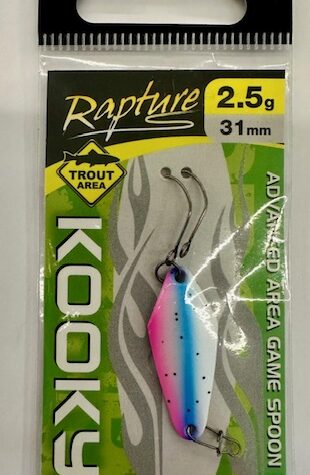 Rapture
2.5g
31mm
TROUT
AREA
KOOKY
ADVANCED AREA GAME SPOON